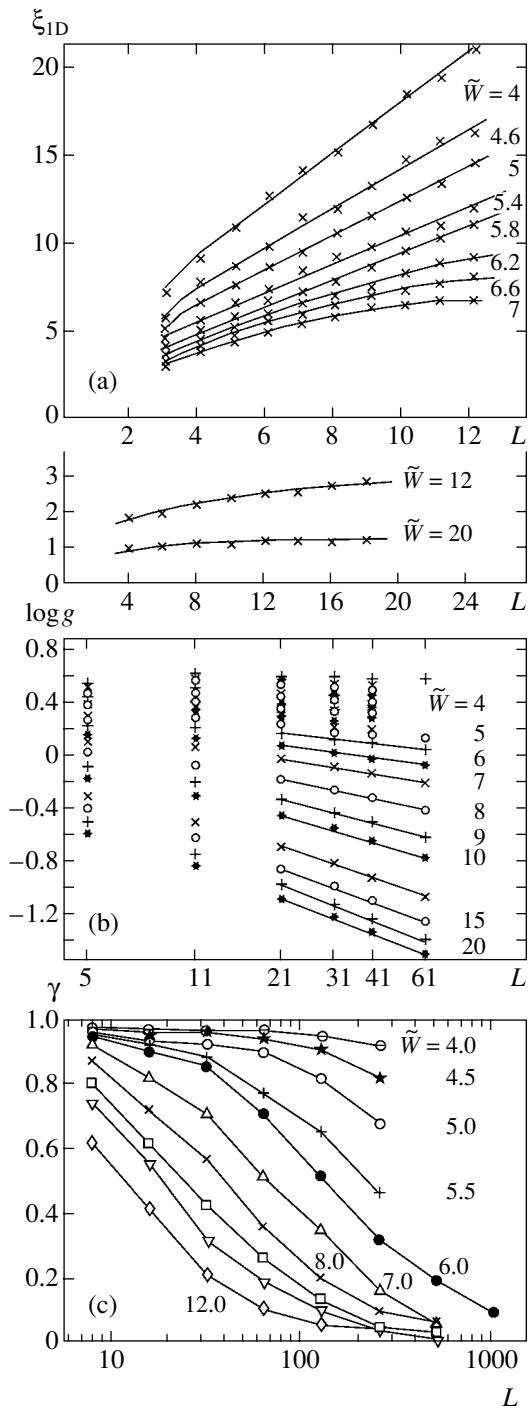 ξ1D
20
W̃ = 4
4.6
15
5
5.4
5.8
10
6.2
6.6
5
7
(a)
0
2 4 6 8 10 12 L
3
W̃ = 12
2
W̃ = 20
1
0
4 8 12 16 20 24 L
log g
0.8
W̃ = 4
0.4
5
0
6
7
−0.4
8
9
−0.8
10
−1.2
15
(b)
20
5 11 21 31 41 61 L
γ
1.0
W̃ = 4.0
4.5
0.8
5.0
0.6
5.5
0.4
8.0
6.0
0.2
7.0
12.0
(c)
0
10 100 1000
L